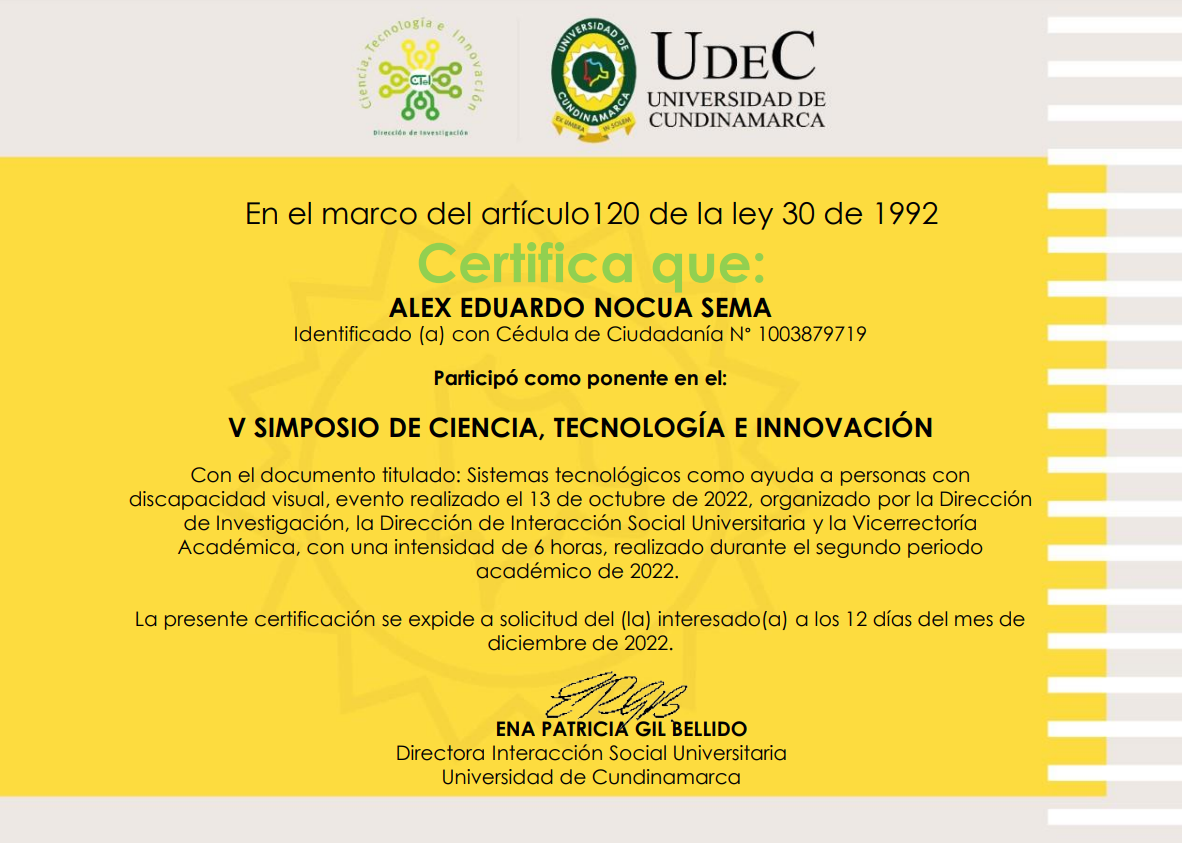 Ciencia, Tecnología e Innovación
CTeI
Dirección de Investigación
UNIVERSIDAD DE
CUNDINAMARCA
EX UMBRA IN SOLEM
UDEC
UNIVERSIDAD DE
CUNDINAMARCA
En el marco del artículo120 de la ley 30 de 1992
Certifica que:
ALEX EDUARDO NOCUA SEMA
Identificado (a) con Cédula de Ciudadanía N° 1003879719
Participó como ponente en el:
V SIMPOSIO DE CIENCIA, TECNOLOGÍA E INNOVACIÓN
Con el documento titulado: Sistemas tecnológicos como ayuda a personas con
discapacidad visual, evento realizado el 13 de octubre de 2022, organizado por la Dirección
de Investigación, la Dirección de Interacción Social Universitaria y la Vicerrectoría
Académica, con una intensidad de 6 horas, realizado durante el segundo periodo
académico de 2022.
La presente certificación se expide a solicitud del (la) interesado(a) a los 12 días del mes de
diciembre de 2022.
ENA PATRICIA GIL BELLIDO
Directora Interacción Social Universitaria
Universidad de Cundinamarca